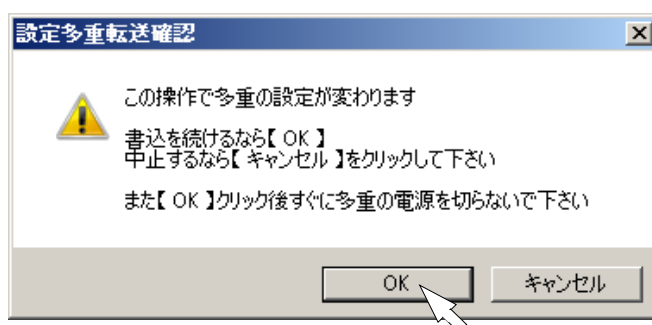 設定多重転送確認
この操作で多重の設定が変わります
書込を続けるなら【 OK 】
中止するなら【 キャンセル 】をクリックして下さい
また【 OK 】クリック後すぐに多重の電源を切らないで下さい
OK
キャンセル